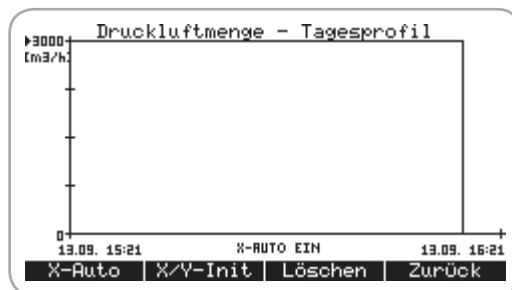 Druckluftmenge - Tagesprofil
▶3000
[m3/h]
0
13.09. 15:21 X-AUTO EIN 13.09. 16:21
X-Auto X/Y-Init Löschen Zurück